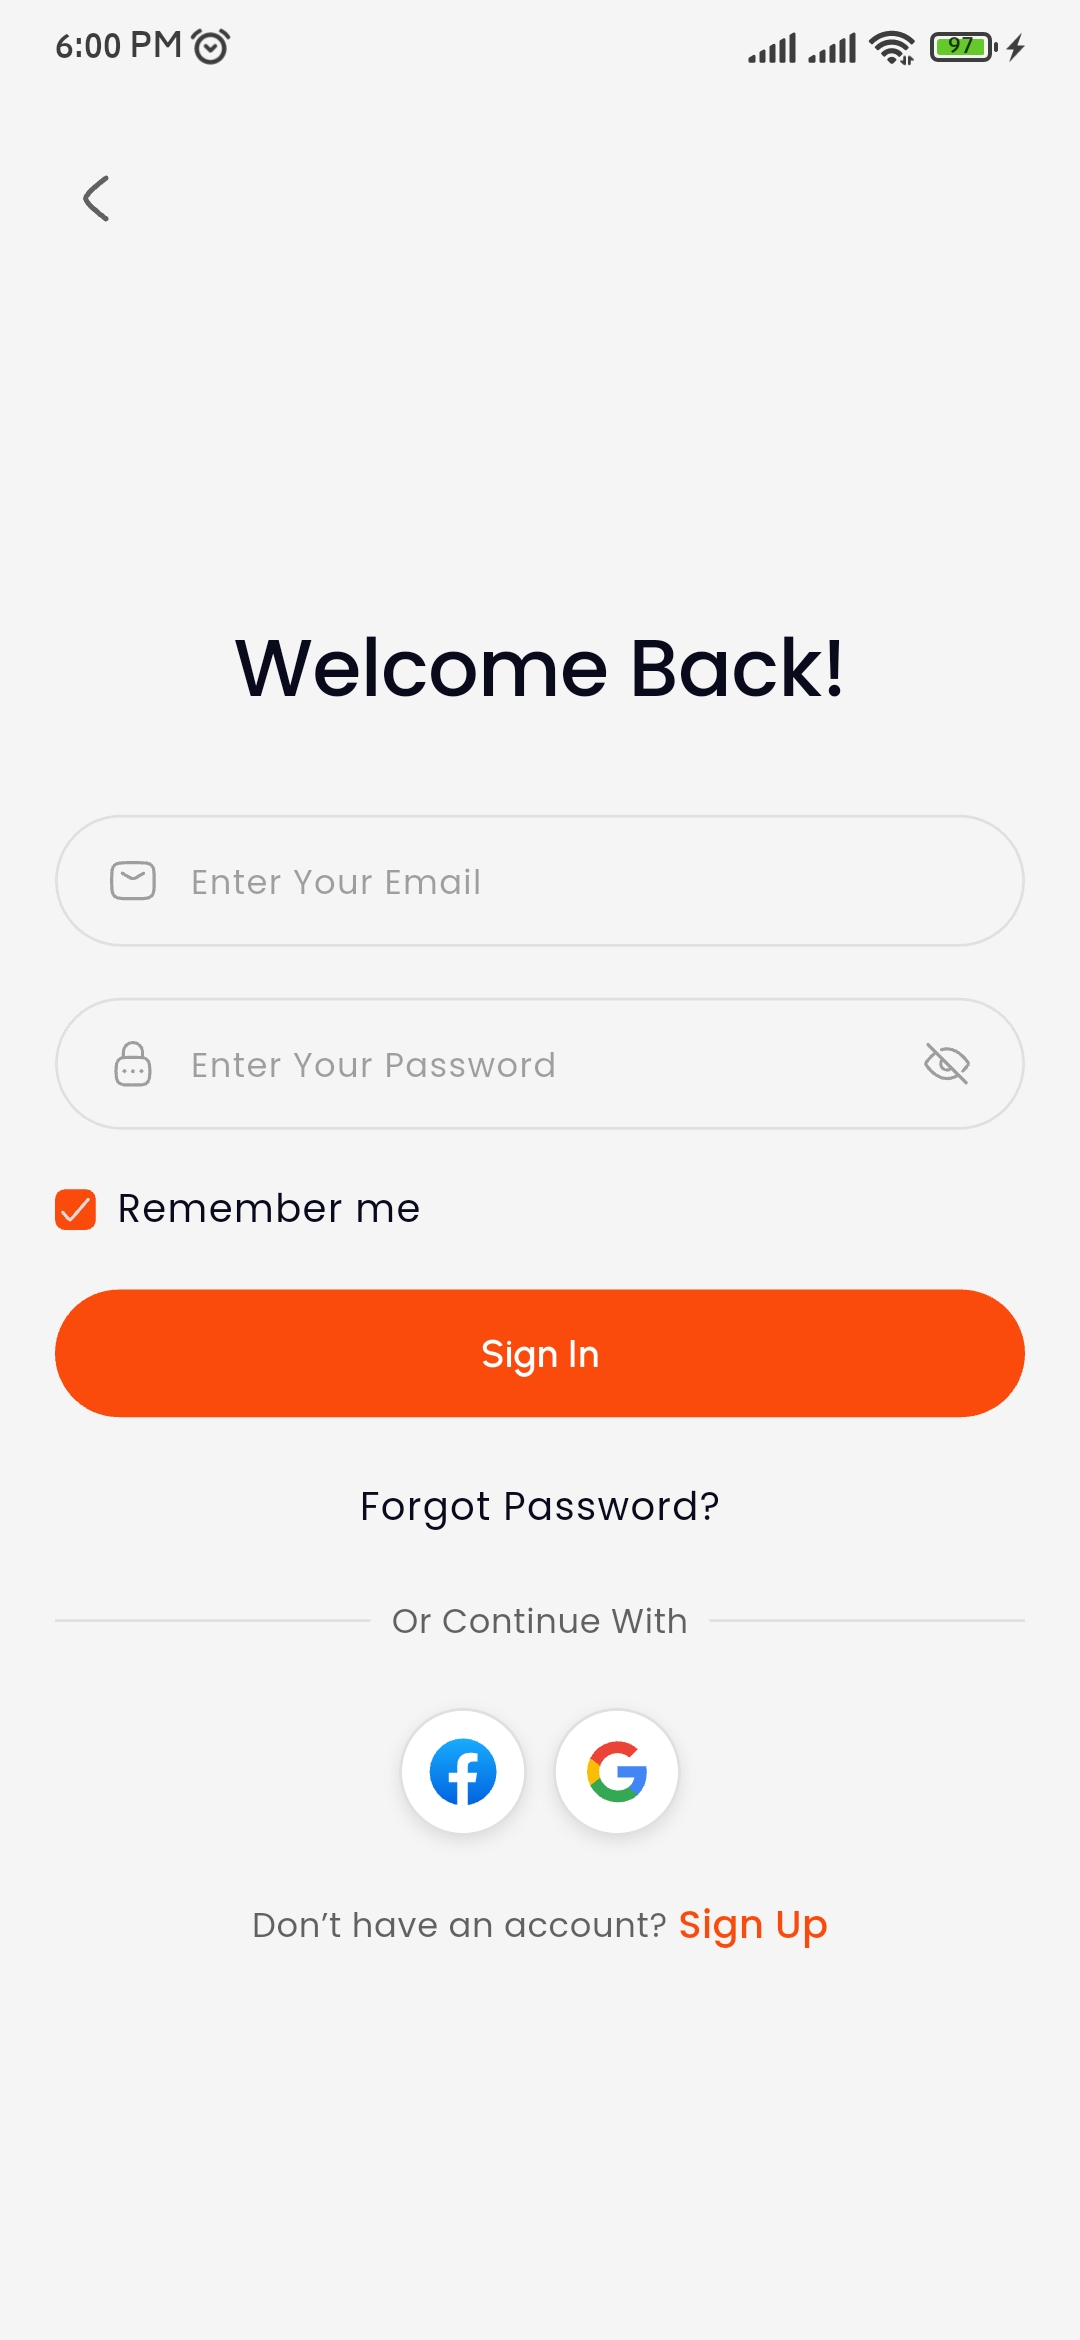 6:00 PM
97
Welcome Back!
Enter Your Email
Enter Your Password
Remember me
Sign In
Forgot Password?
Or Continue With
Don’t have an account? Sign Up